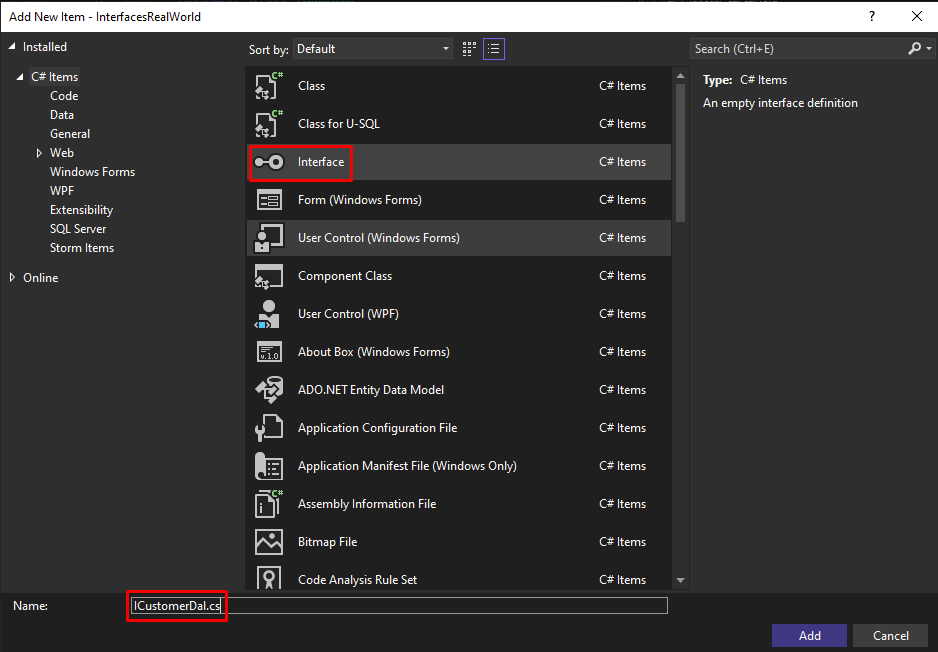 Add New Item - InterfacesRealWorld
?
Installed
C# Items
Code
Data
General
Web
Windows Forms
WPF
Extensibility
SQL Server
Storm Items
Online
Sort by: Default
C# Class C# Items
C# Class for U-SQL C# Items
Interface C# Items
Form (Windows Forms) C# Items
User Control (Windows Forms) C# Items
Component Class C# Items
User Control (WPF) C# Items
v.1.0 About Box (Windows Forms) C# Items
ADO.NET Entity Data Model C# Items
Application Configuration File C# Items
Application Manifest File (Windows Only) C# Items
C# Assembly Information File C# Items
Bitmap File C# Items
Code Analysis Rule Set C# Items
Search (Ctrl+E)
Type: C# Items
An empty interface definition
Name: ICustomerDal.cs
Add Cancel